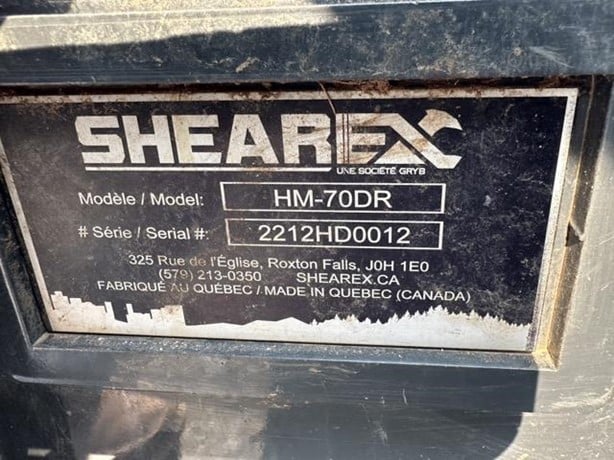 SHEAREX
UNE SOCIÉTÉ GRYB
Modèle / Model: HM-70DR
# Série / Serial #: 2212HD0012
325 Rue de l'Église, Roxton Falls, J0H 1E0
(579) 213-0350 SHEAREX.CA
FABRIQUÉ AU QUÉBEC / MADE IN QUEBEC (CANADA)